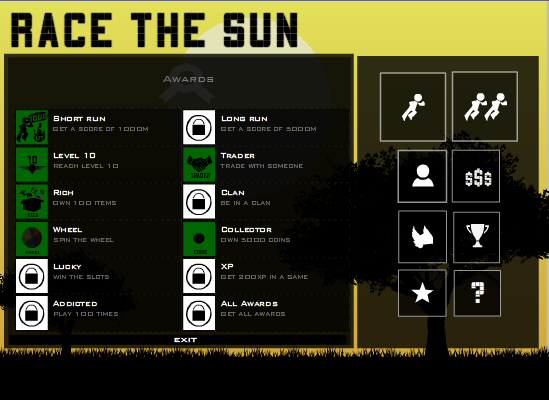 RACE THE SUN
AWARDS
SHORT RUN
GET A SCORE OF 1000M
LONG RUN
GET A SCORE OF 5000M
LEVEL 10
REACH LEVEL 10
10
TRADER
TRADE WITH SOMEONE
TRADER
RICH
OWN 100 ITEMS
CLAN
BE IN A CLAN
WHEEL
SPIN THE WHEEL
COLLECTOR
OWN 5000 COINS
LUCKY
WIN THE SLOTS
XP
GET 200XP IN A GAME
ADDICTED
PLAY 100 TIMES
ALL AWARDS
GET ALL AWARDS
EXIT
$$$
?